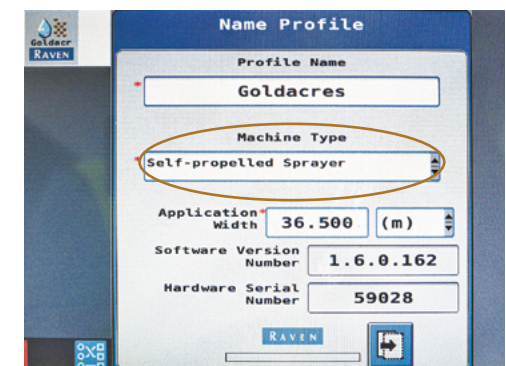 Name Profile
Goldacr
RAVEN
Profile Name
* Goldacres
Machine Type
* Self-propelled Sprayer
Application*
Width 36.500 (m)
Software Version
Number 1.6.0.162
Hardware Serial
Number 59028
RAVEN